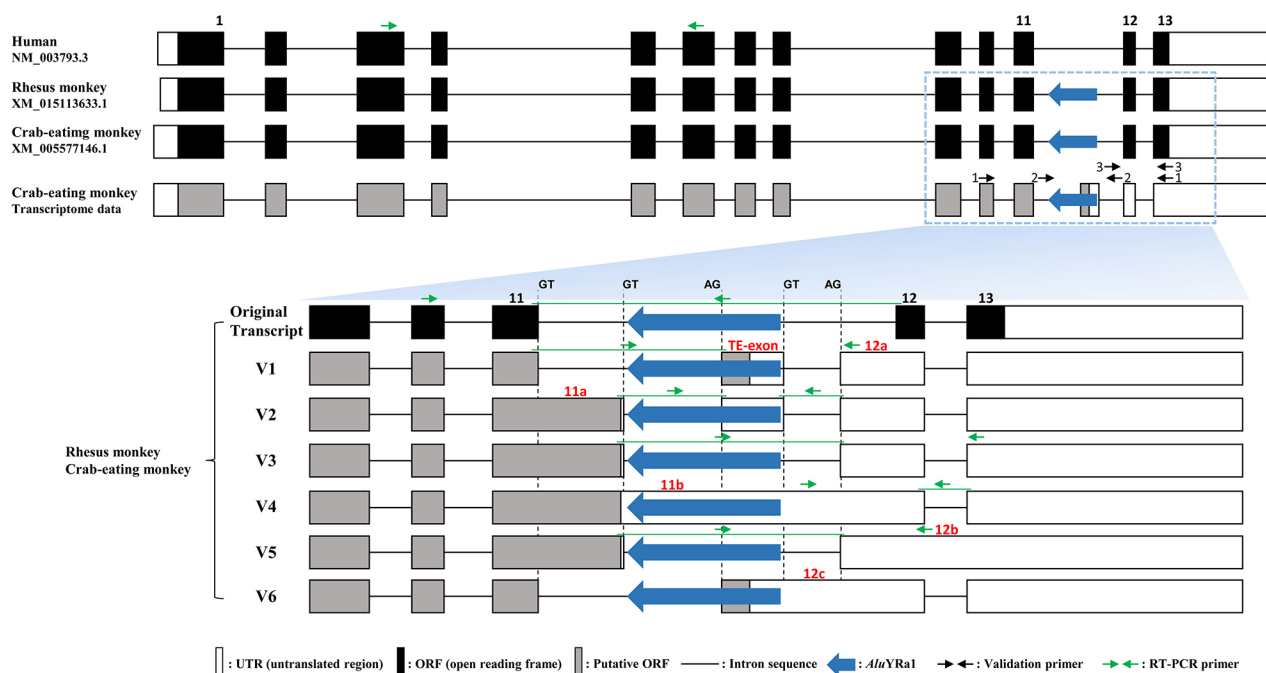 1 11 12 13
Human
NM_003793.3
Rhesus monkey
XM_015113633.1
Crab-eatimg monkey
XM_005577146.1
3 3
Crab-eating monkey 1 2 2 1
Transcriptome data
GT GT AG GT AG
11 12 13
Original
Transcript
TE-exon 12a
V1
11a
V2
V3
Rhesus monkey
Crab-eating monkey
11b
V4
12b
V5
12c
V6
: UTR (untranslated region) : ORF (open reading frame) : Putative ORF : Intron sequence : AluYRa1 : Validation primer : RT-PCR primer